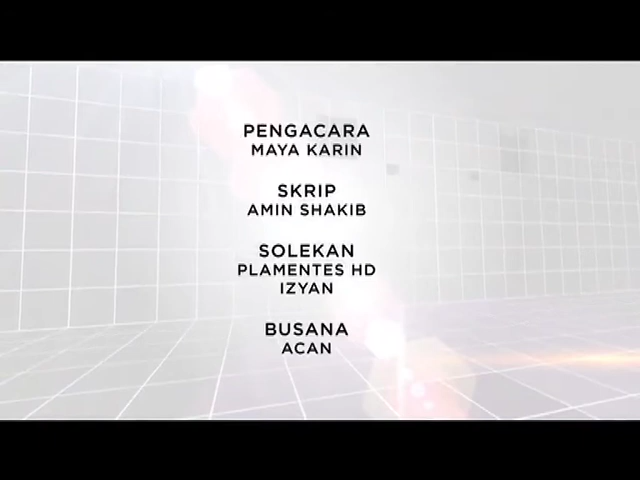 PENGACARA
MAYA KARIN
SKRIP
AMIN SHAKIB
SOLEKAN
PLAMENTES HD
IZYAN
BUSANA
ACAN